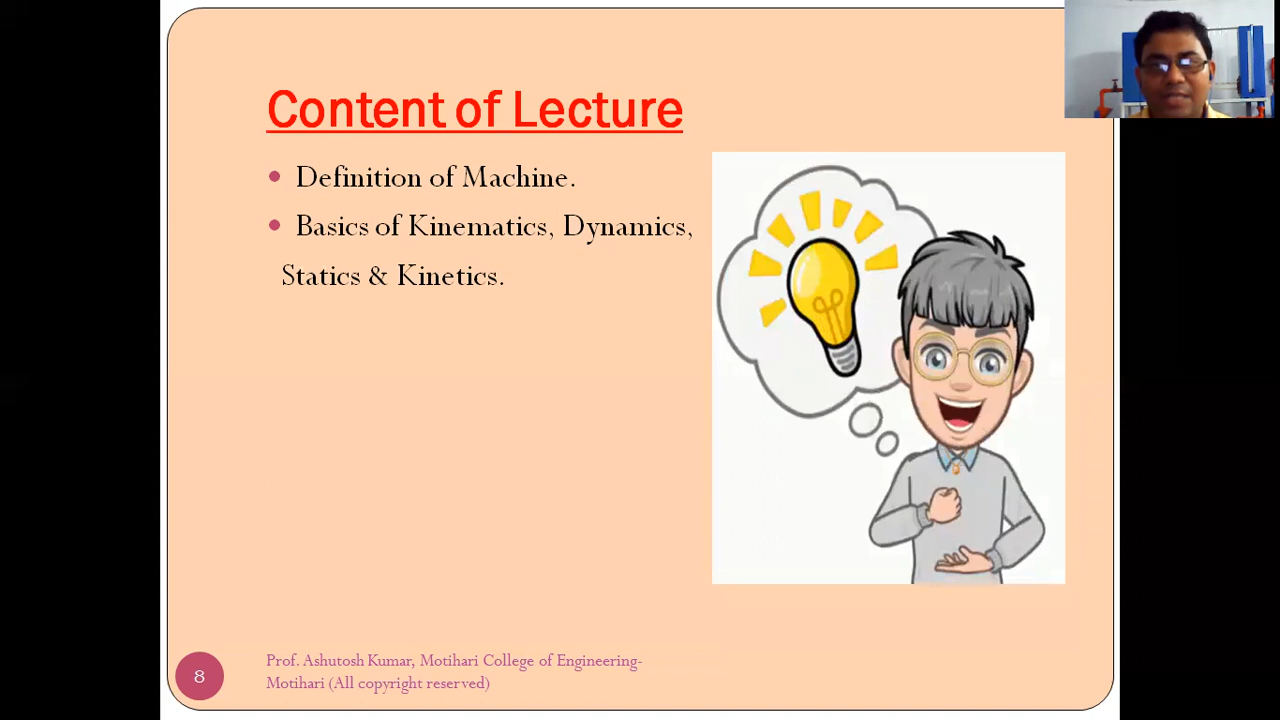 Content of Lecture
Definition of Machine.
Basics of Kinematics, Dynamics,
Statics & Kinetics.
Prof. Ashutosh Kumar, Motihari College of Engineering-
Motihari (All copyright reserved)
8